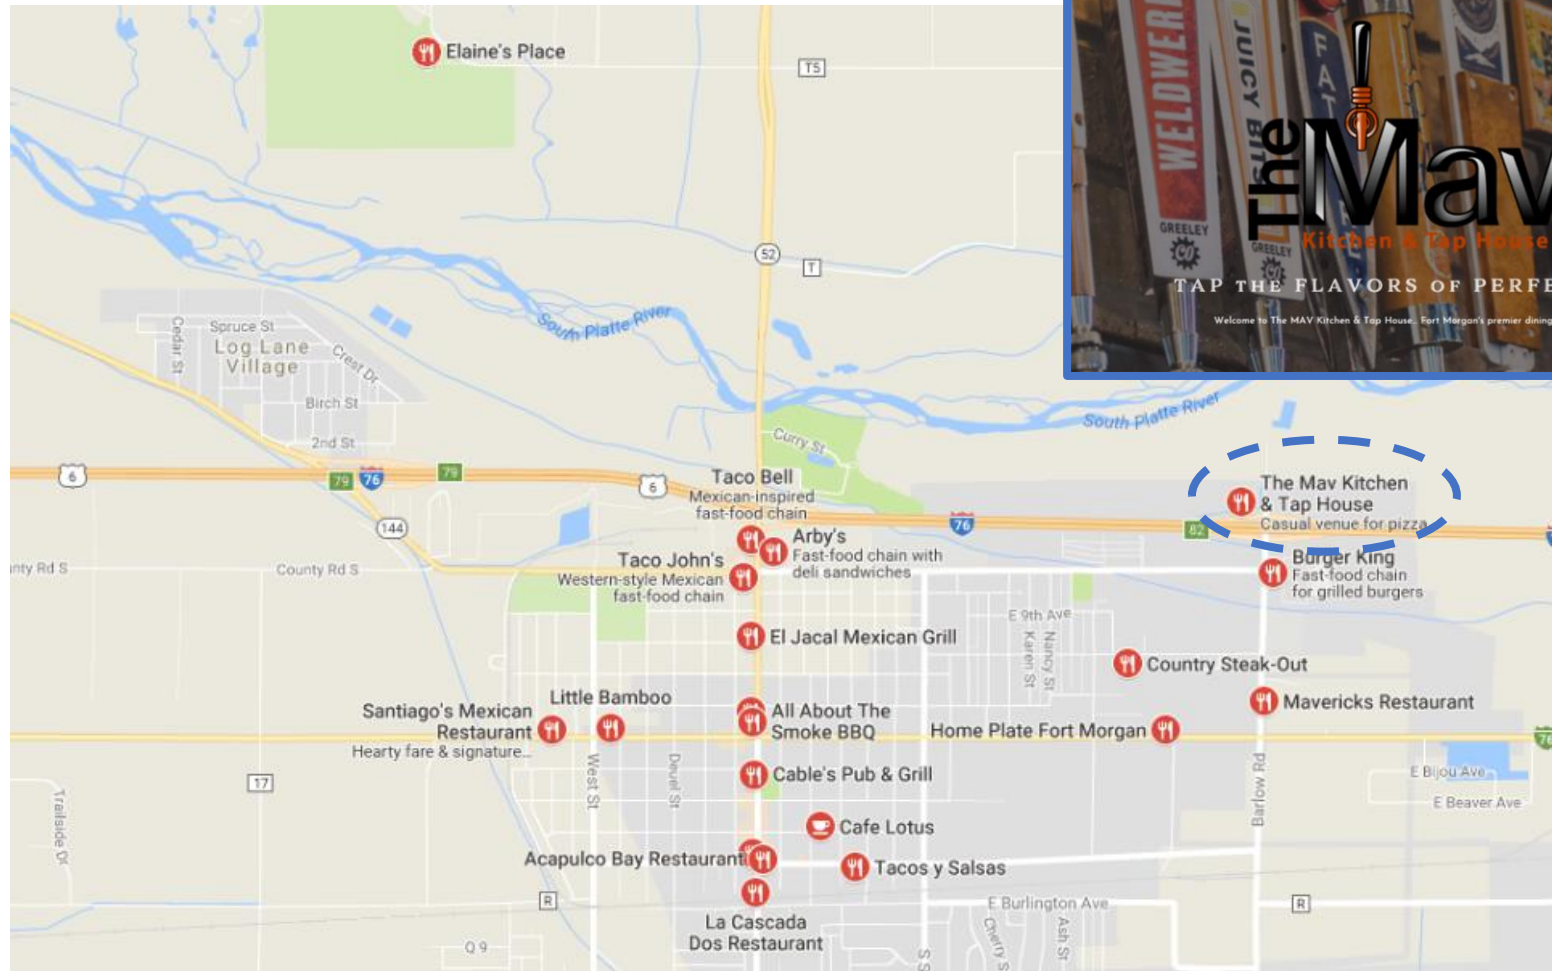 Elaine's Place
T5
WELDWERKS
JUICY BITS
FAT
GREELEY
GREELEY
The Mav
Kitchen & Tap House
TAP THE FLAVORS OF PERFE
Welcome to The MAV Kitchen & Tap House, Fort Morgan's premier dining
52
T
South Platte River
Cedar St
Spruce St
Log Lane
Village
Crest Dr
Birch St
2nd St
South Platte River
Curry St
6
79
76
79
6
144
Taco Bell
Mexican-inspired
fast-food chain
76
82
The Mav Kitchen
& Tap House
Casual venue for pizza
Arby's
Fast-food chain with
deli sandwiches
Taco John's
Western-style Mexican
fast-food chain
Burger King
Fast-food chain
for grilled burgers
nty Rd S
County Rd S
E 9th Ave
Karen St
Nancy St
El Jacal Mexican Grill
Country Steak-Out
Little Bamboo
Santiago's Mexican
Restaurant
Hearty fare & signature...
All About The
Smoke BBQ
Home Plate Fort Morgan
Mavericks Restaurant
76
17
West St
Deuel St
Cable's Pub & Grill
Barlow Rd
E Bijou Ave
E Beaver Ave
Trailside Dr
Cafe Lotus
Acapulco Bay Restaurant
Tacos y Salsas
R
La Cascada
Dos Restaurant
E Burlington Ave
R
Q 9
S S
Cherry S
Ash St